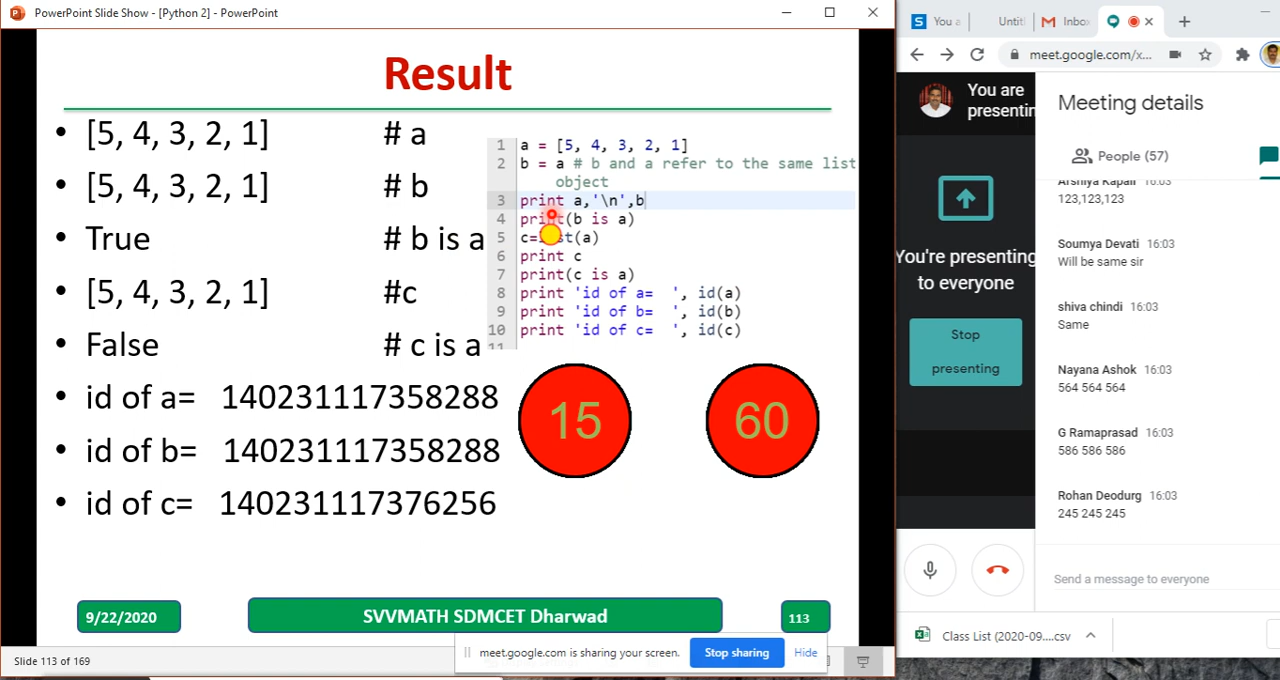 PowerPoint Slide Show - [Python 2] - PowerPoint
Result
• [5, 4, 3, 2, 1] # a
• [5, 4, 3, 2, 1] # b
• True # b is a
• [5, 4, 3, 2, 1] #c
• False # c is a
• id of a= 140231117358288
• id of b= 140231117358288
• id of c= 140231117376256
1 a = [5, 4, 3, 2, 1]
2 b = a # b and a refer to the same list
object
3 print a,'\n',b
4 print(b is a)
5 c=list(a)
6 print c
7 print(c is a)
8 print 'id of a=  ', id(a)
9 print 'id of b=  ', id(b)
10 print 'id of c=  ', id(c)
11
15
60
9/22/2020
SVVMATH SDMCET Dharwad
113
Slide 113 of 169
meet.google.com is sharing your screen.
Stop sharing
Hide
S You a
Untitl
Inbox
meet.google.com/x...
You are
presentin
You're presenting
to everyone
Stop
presenting
Meeting details
People (57)
Arshiya Kapali 16:03
123,123,123
Soumya Devati 16:03
Will be same sir
shiva chindi 16:03
Same
Nayana Ashok 16:03
564 564 564
G Ramaprasad 16:03
586 586 586
Rohan Deodurg 16:03
245 245 245
Send a message to everyone
Class List (2020-09....csv